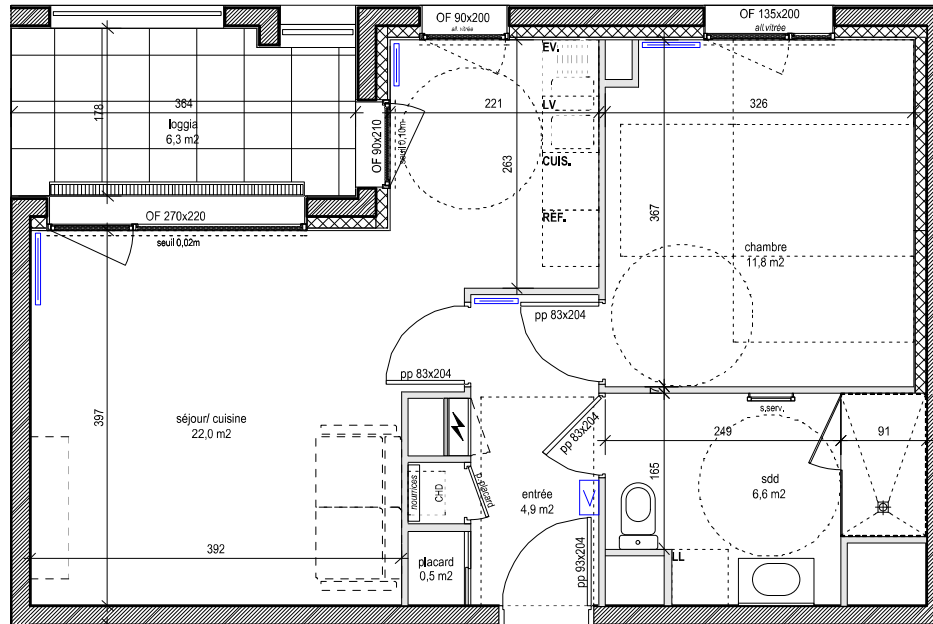 OF 90x200
all.vitrée
OF 135x200
all.vitrée
EV.
364
178
loggia
6,3 m2
OF 90x210
seuil 0,10m
221
263
LV
CUIS.
REF.
326
367
chambre
11,8 m2
OF 270x220
seuil 0,02m
pp 83x204
pp 83x204
séjour/ cuisine
22,0 m2
397
392
nourrices
CHD
p.placard
placard
0,5 m2
entrée
4,9 m2
pp 83x204
pp 93x204
s.serv.
249
91
165
sdd
6,6 m2
LL